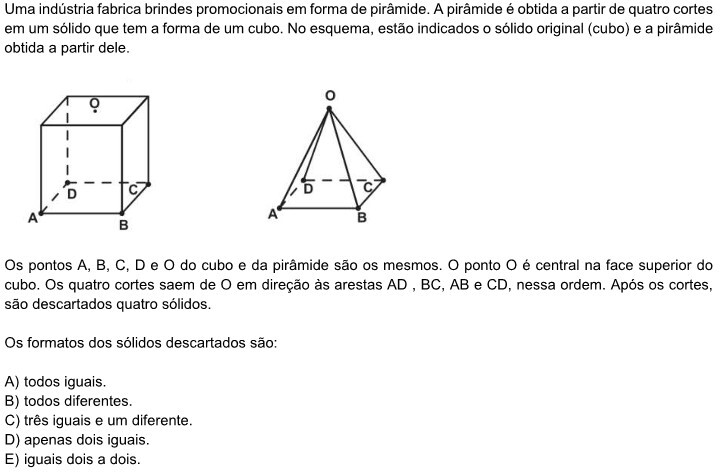 Uma indústria fabrica brindes promocionais em forma de pirâmide. A pirâmide é obtida a partir de quatro cortes
em um sólido que tem a forma de um cubo. No esquema, estão indicados o sólido original (cubo) e a pirâmide
obtida a partir dele.
O O
D C D C
A B A B
Os pontos A, B, C, D e O do cubo e da pirâmide são os mesmos. O ponto O é central na face superior do
cubo. Os quatro cortes saem de O em direção às arestas AD , BC, AB e CD, nessa ordem. Após os cortes,
são descartados quatro sólidos.
Os formatos dos sólidos descartados são:
A) todos iguais.
B) todos diferentes.
C) três iguais e um diferente.
D) apenas dois iguais.
E) iguais dois a dois.